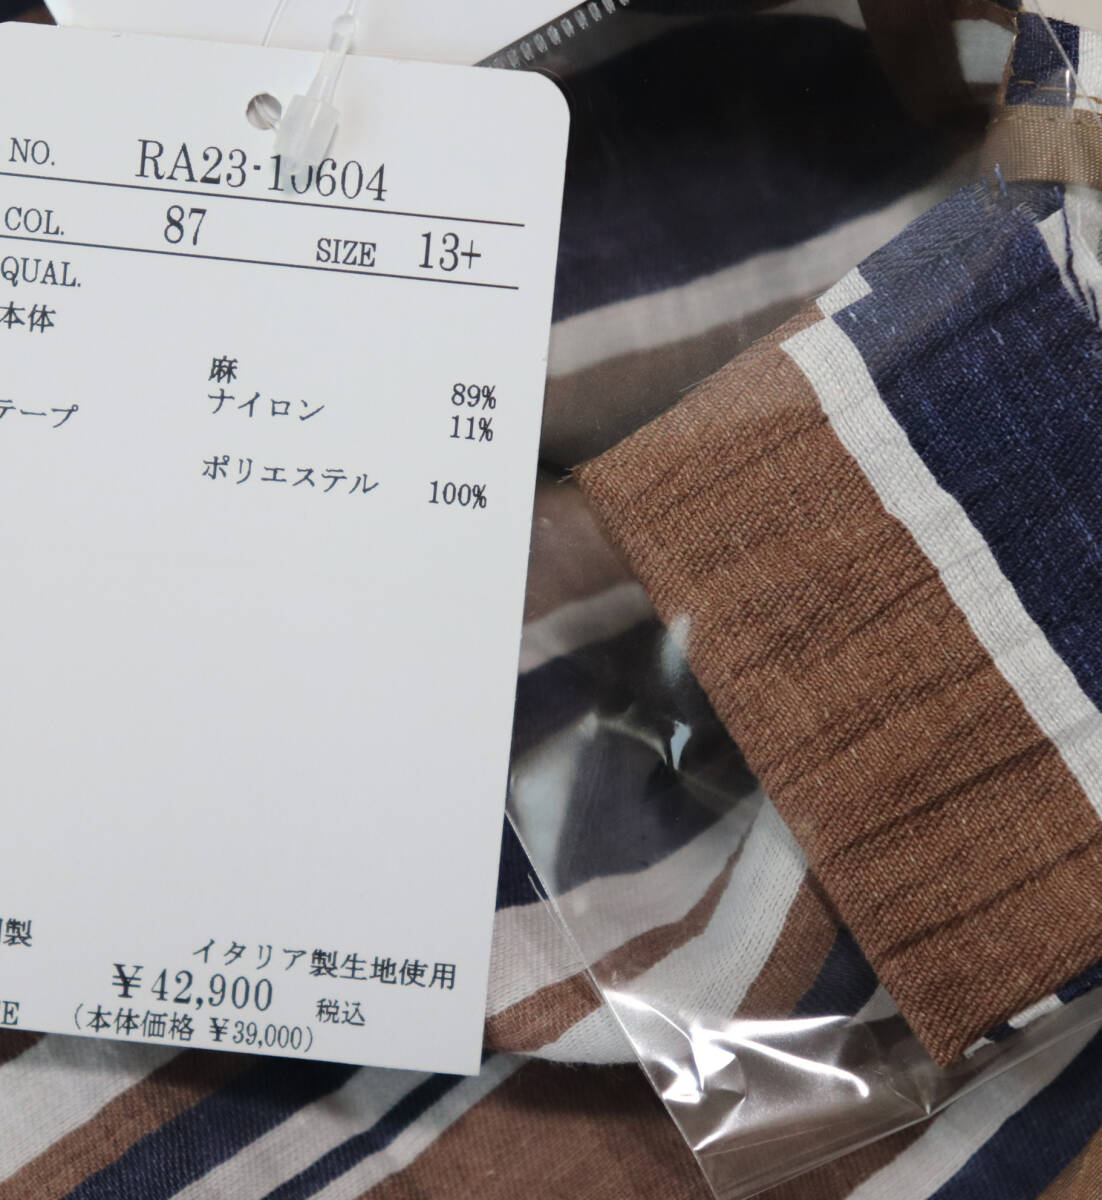 NO. RA23-10604
COL. 87 SIZE 13+
QUAL.
本体
麻 89%
ナイロン 11%
テープ
ポリエステル 100%
製
イタリア製生地使用
¥42,900 税込
(本体価格 ¥39,000)